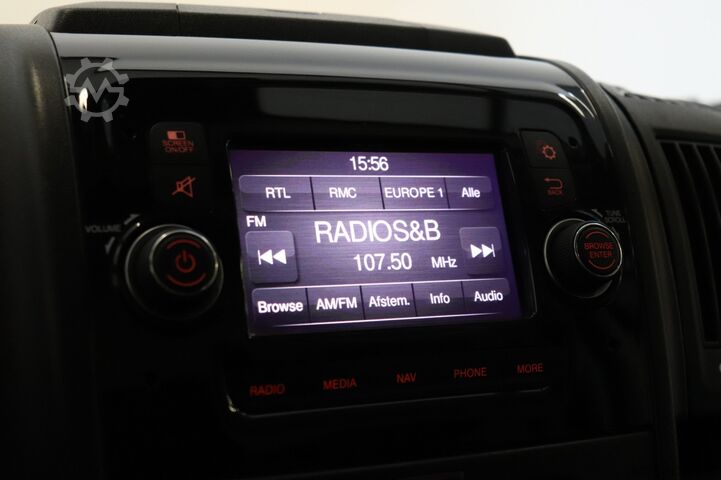 SCREEN
ON/OFF
BACK
VOLUME
TUNE
SCROLL
BROWSE
ENTER
15:56
RTL RMC EUROPE 1 Alle
FM
RADIOS&B
107.50 MHz
Browse AM/FM Afstem. Info Audio
RADIO MEDIA NAV PHONE MORE